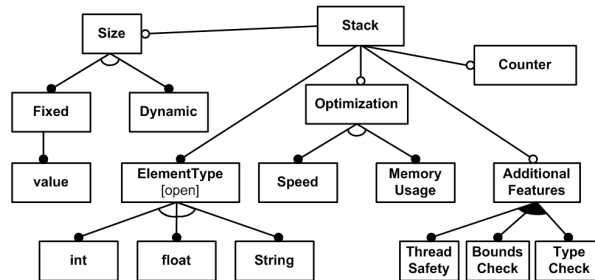 Stack
Size
Counter
Fixed
Dynamic
Optimization
value
ElementType
[open]
Speed
Memory
Usage
Additional
Features
int
float
String
Thread
Safety
Bounds
Check
Type
Check